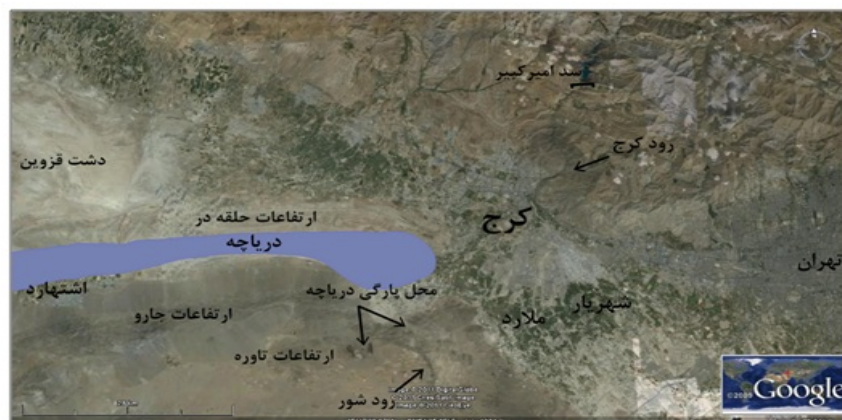 سد امیرکبیر
رود کرج
دشت قزوین
ارتفاعات حلقه در
کرج
دریاچه
تهران
اشتهارد
محل پارگی دریاچه
شهریار
ملارد
ارتفاعات جارو
ارتفاعات تاوره
رود شور
©2009 Google